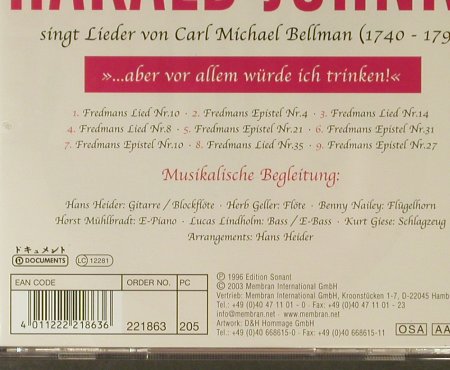 HARALD JUHNKE
singt Lieder von Carl Michael Bellman (1740 - 179
»...aber vor allem würde ich trinken!«
1. Fredmans Lied Nr.10 · 2. Fredmans Epistel Nr.4 · 3. Fredmans Lied Nr.14
4. Fredmans Lied Nr.8 · 5. Fredmans Epistel Nr.21 · 6. Fredmans Epistel Nr.31
7. Fredmans Epistel Nr.10 · 8. Fredmans Lied Nr.35 · 9. Fredmans Epistel Nr.27
Musikalische Begleitung:
Hans Heider: Gitarre / Blockflöte · Herb Geller: Flöte · Benny Nailey: Flügelhorn
Horst Mühlbradt: E-Piano · Lucas Lindholm: Bass / E-Bass · Kurt Giese: Schlagzeug
Arrangements: Hans Heider
ドキュメント
DOCUMENTS LC 12281
EAN CODE ORDER NO. PC
4 011222 218636 221863 205
℗ 1996 Edition Sonant
© 2003 Membran International GmbH
Vertrieb: Membran International GmbH, Kroonstücken 1-7, D-22045 Hamb
Tel.: +49 (0)40 47 11 01 - 0 · Fax: +49 (0)40 47 11 01 - 23
info@membran.net · www.membran.net
Artwork: D&H Hommage GmbH
Tel.: +49 (0)40 668615-0 · Fax: +49 (0)40 668615-11
OSA AA